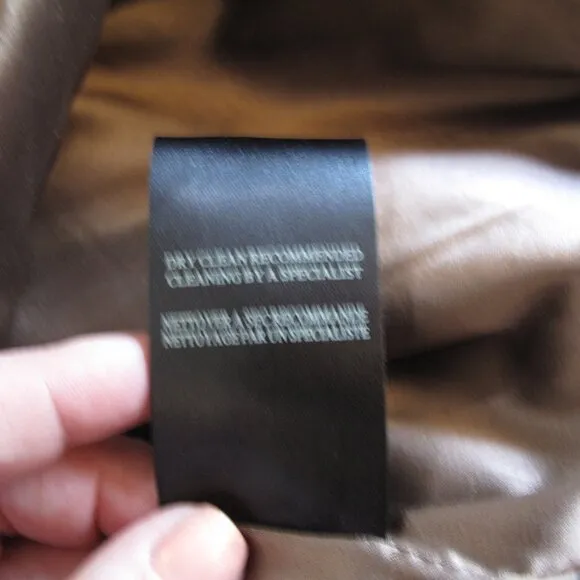 DRY CLEAN RECOMMENDED
CLEANING BY A SPECIALIST
NETTOYER A SEC RECOMMANDE
NETTOYAGE PAR UN SPECIALISTE